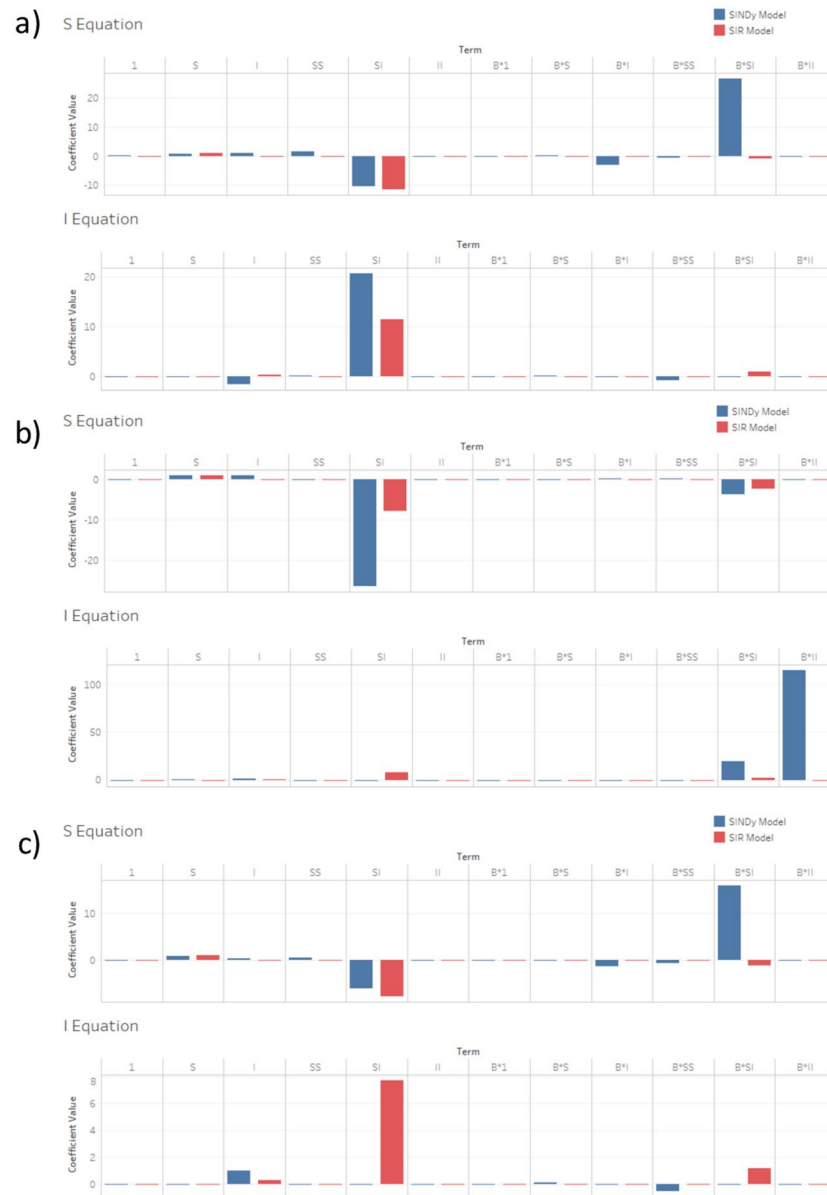 a)
S Equation
SINDy Model
SIR Model
Term
1 S I SS SI II B*1 B*S B*I B*SS B*SI B*II
Coefficient Value
20
10
0
-10
I Equation
Term
1 S I SS SI II B*1 B*S B*I B*SS B*SI B*II
Coefficient Value
20
10
0
b)
S Equation
SINDy Model
SIR Model
Term
1 S I SS SI II B*1 B*S B*I B*SS B*SI B*II
Coefficient Value
0
-10
-20
I Equation
Term
1 S I SS SI II B*1 B*S B*I B*SS B*SI B*II
Coefficient Value
100
50
0
c)
S Equation
SINDy Model
SIR Model
Term
1 S I SS SI II B*1 B*S B*I B*SS B*SI B*II
Coefficient Value
10
0
I Equation
Term
1 S I SS SI II B*1 B*S B*I B*SS B*SI B*II
Coefficient Value
8
6
4
2
0